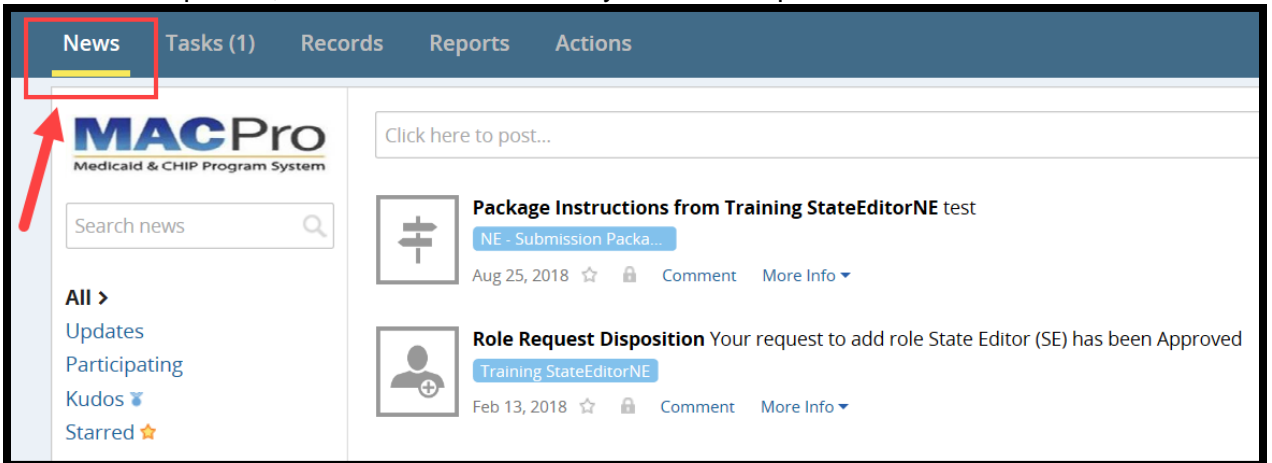 News Tasks (1) Records Reports Actions
MACPro
Medicaid & CHIP Program System
Search news
All >
Updates
Participating
Kudos
Starred
Click here to post...
Package Instructions from Training StateEditorNE test
NE - Submission Packa...
Aug 25, 2018 Comment More Info
Role Request Disposition Your request to add role State Editor (SE) has been Approved
Training StateEditorNE
Feb 13, 2018 Comment More Info